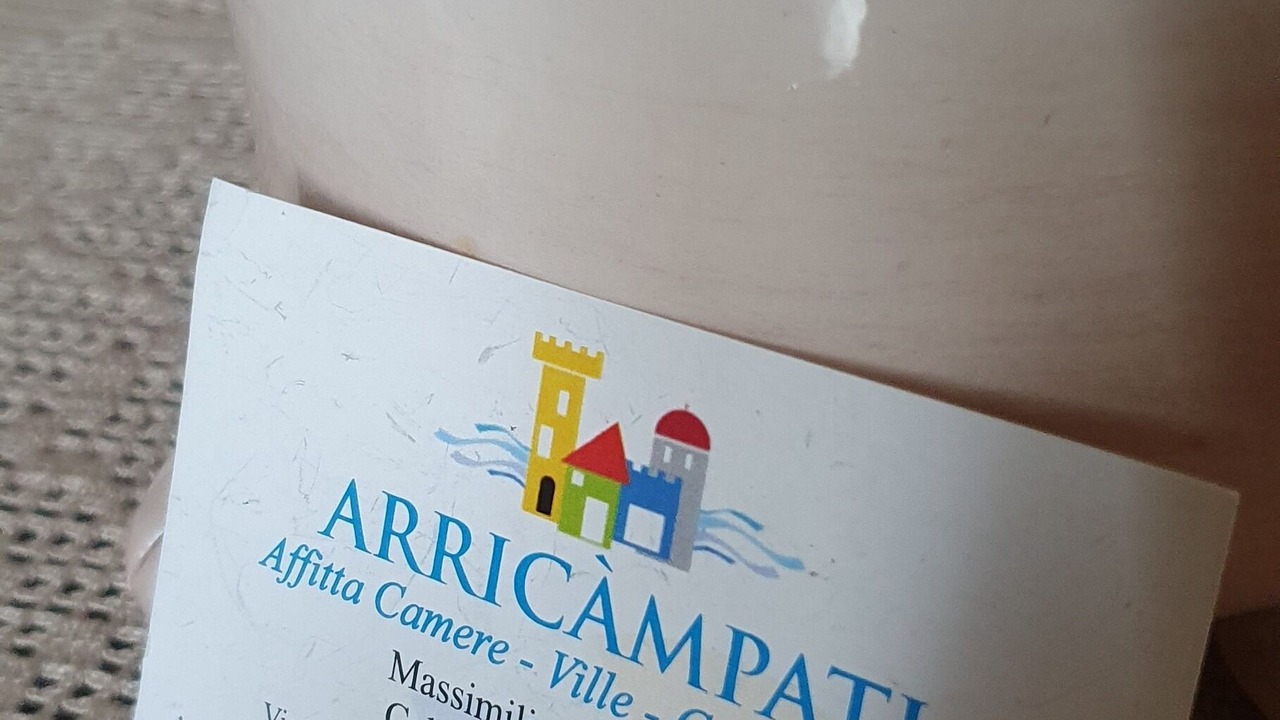 ARRICÀMPATI
Affitta Camere - Ville -